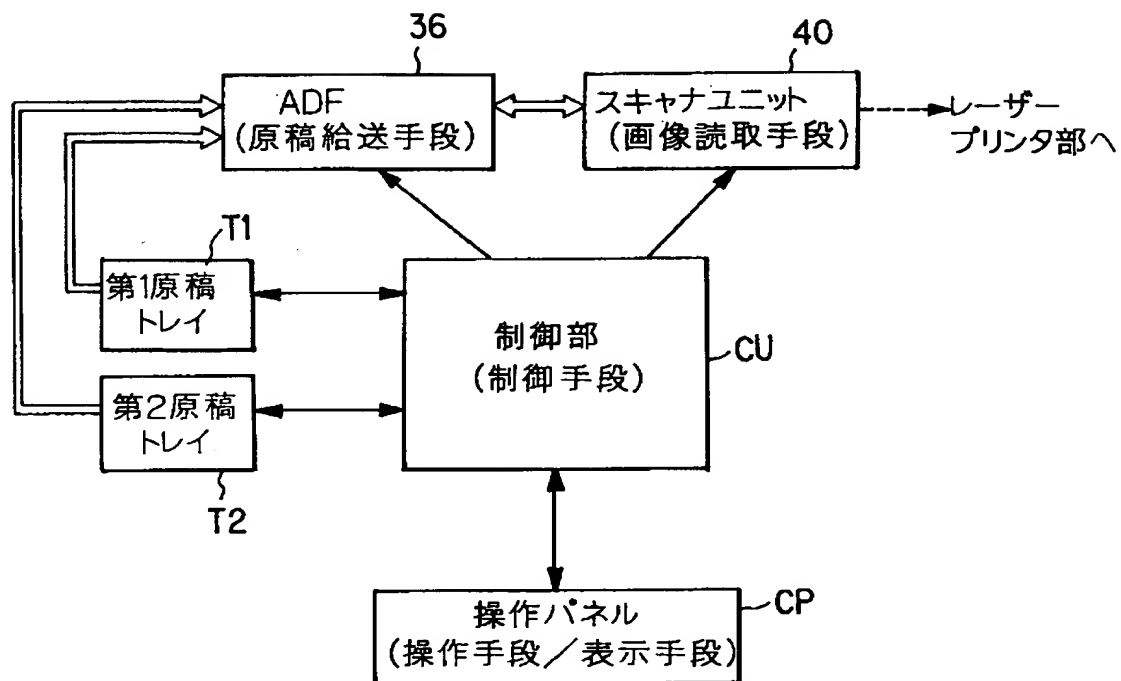 36
40
ADF
(原稿給送手段)
スキャナユニット
(画像読取手段)
レーザー
プリンタ部へ
T1
第1原稿
トレイ
制御部
(制御手段)
CU
第2原稿
トレイ
T2
操作パネル
(操作手段/表示手段)
CP